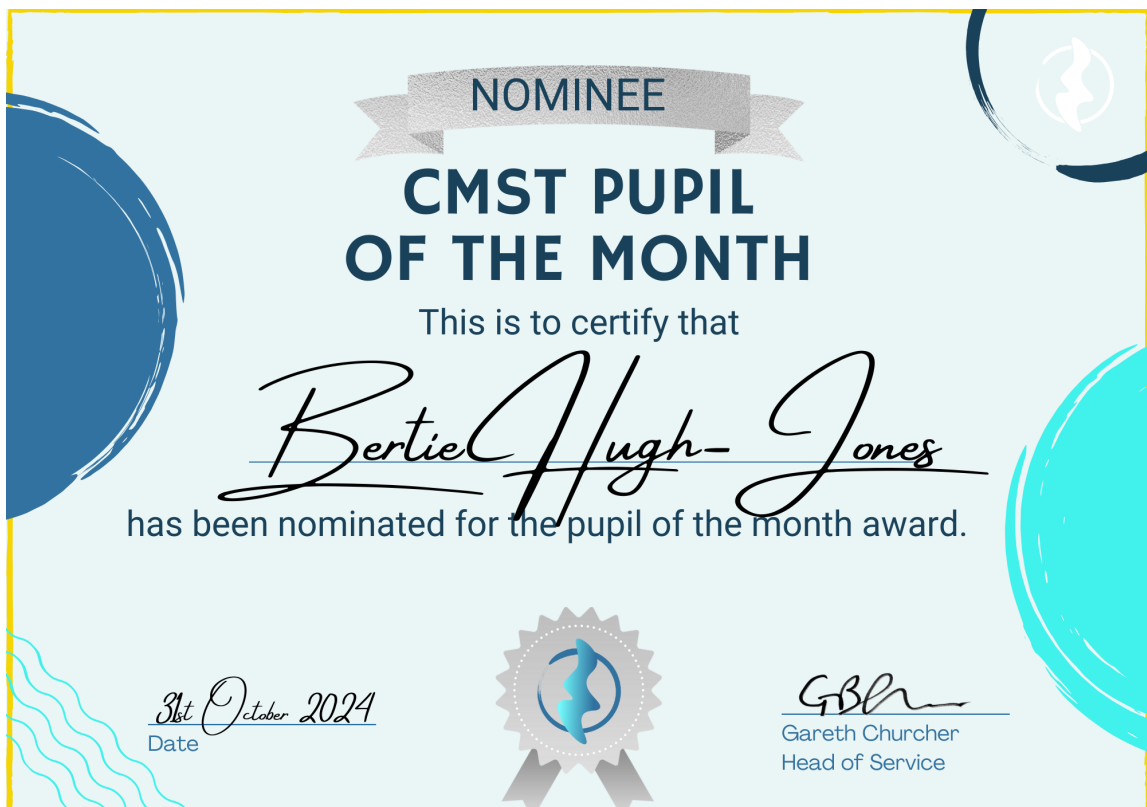 NOMINEE
CMST PUPIL
OF THE MONTH
This is to certify that
Bertie Hugh-Jones
has been nominated for the pupil of the month award.
31st October 2024
Date
GBC
Gareth Churcher
Head of Service